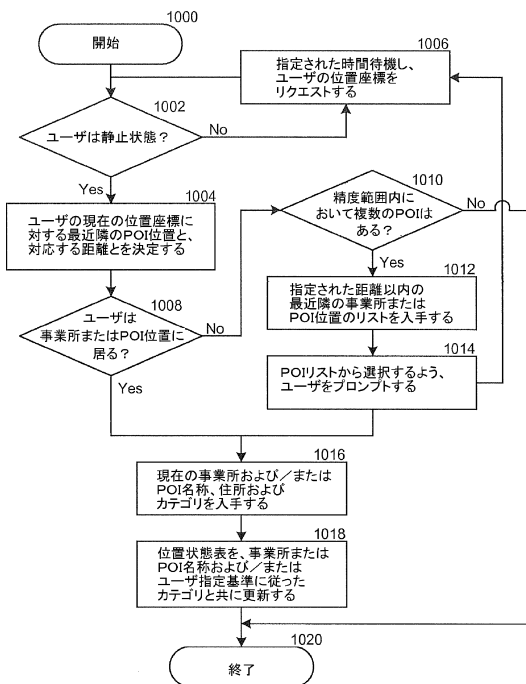 1000
開始
1006
指定された時間待機し、
ユーザの位置座標を
リクエストする
1002
ユーザは静止状態？
No
Yes
1004
ユーザの現在の位置座標に
対する最近隣のPOI位置と、
対応する距離とを決定する
1010
精度範囲内に
おいて複数のPOIは
ある？
No
Yes
1008
ユーザは
事業所またはPOI位置に
居る？
No
Yes
1012
指定された距離以内の
最近隣の事業所または
POI位置のリストを入手する
1014
POIリストから選択するよう、
ユーザをプロンプトする
1016
現在の事業所および／または
POI名称、住所および
カテゴリを入手する
1018
位置状態表を、事業所または
POI名称および／または
ユーザ指定基準に従った
カテゴリと共に更新する
1020
終了